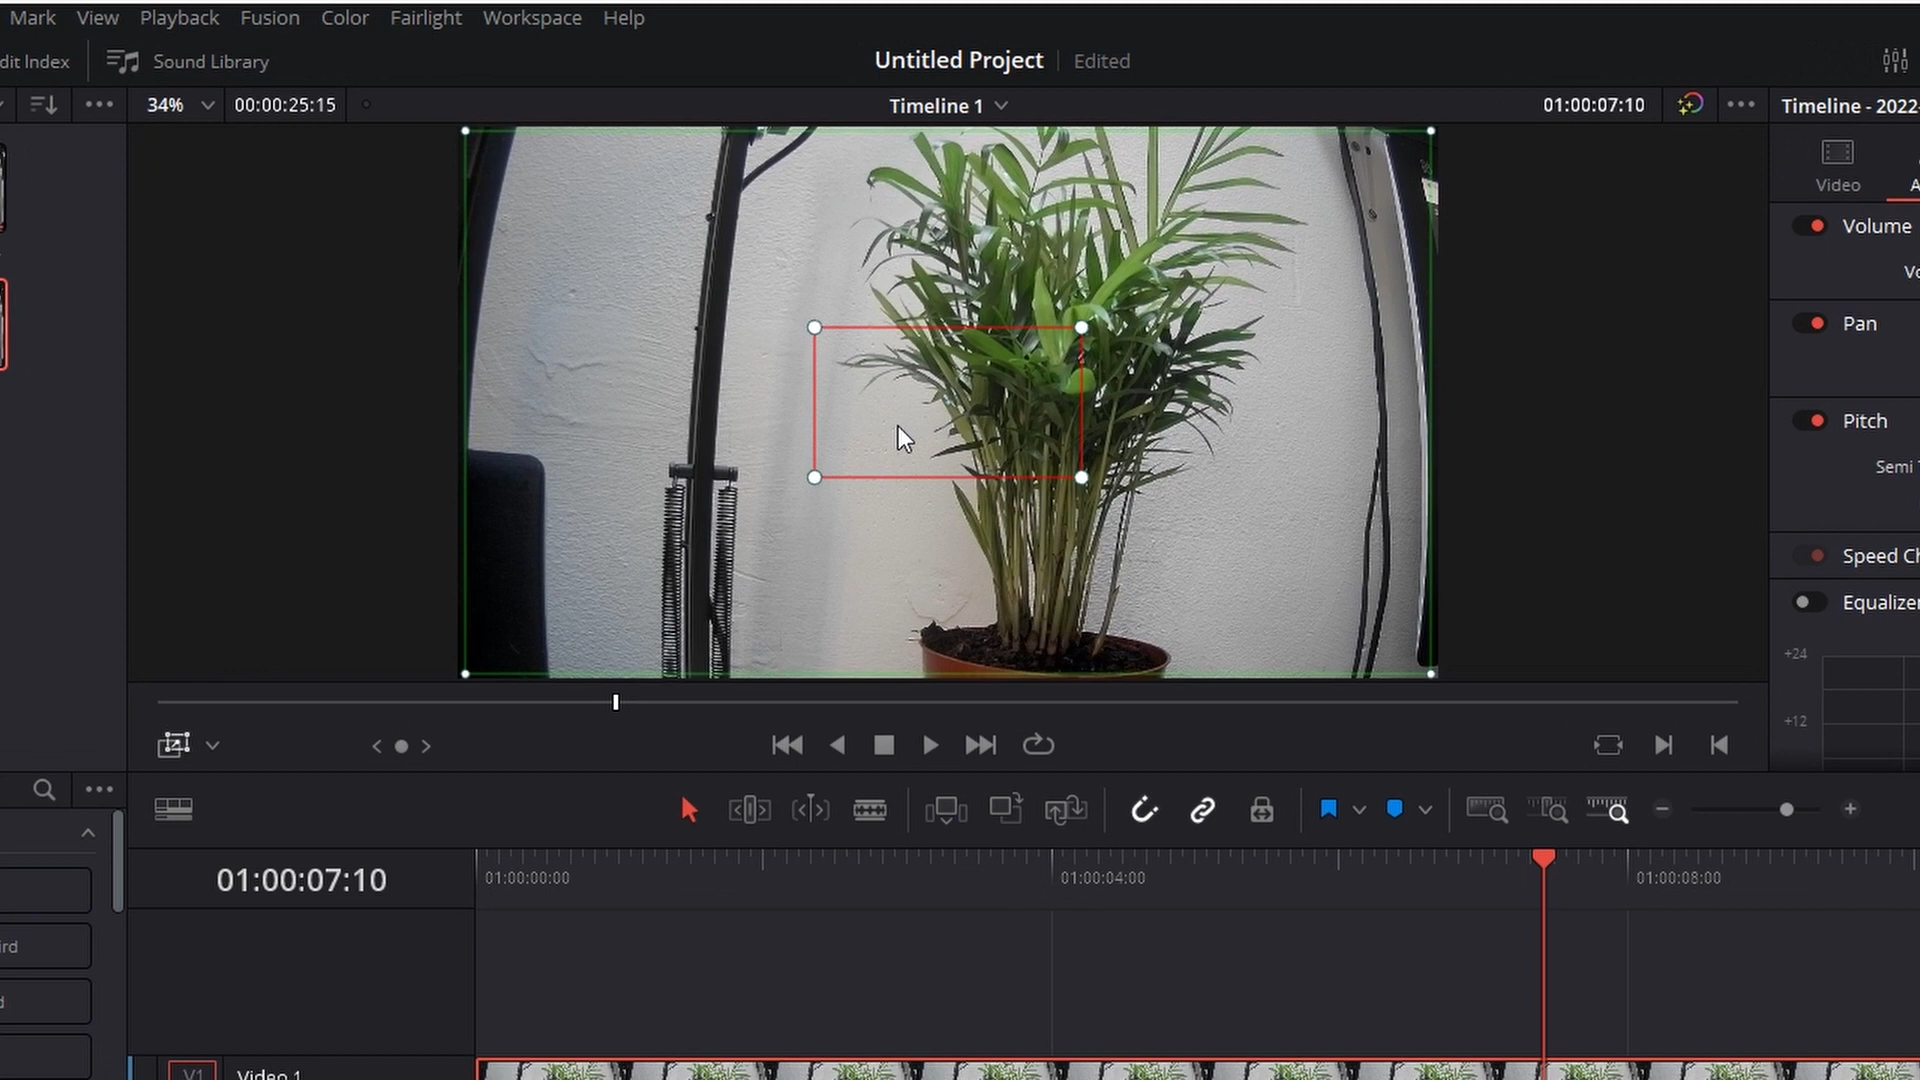 Mark View Playback Fusion Color Fairlight Workspace Help
dit Index Sound Library Untitled Project Edited
34% 00:00:25:15 Timeline 1 01:00:07:10 Timeline - 2022
Video A
Volume
Vo
Pan
Pitch
Semi T
Speed Ch
Equalizer
+24
+12
01:00:07:10 01:00:00:00 01:00:04:00 01:00:08:00
ird
d
V1 Video 1